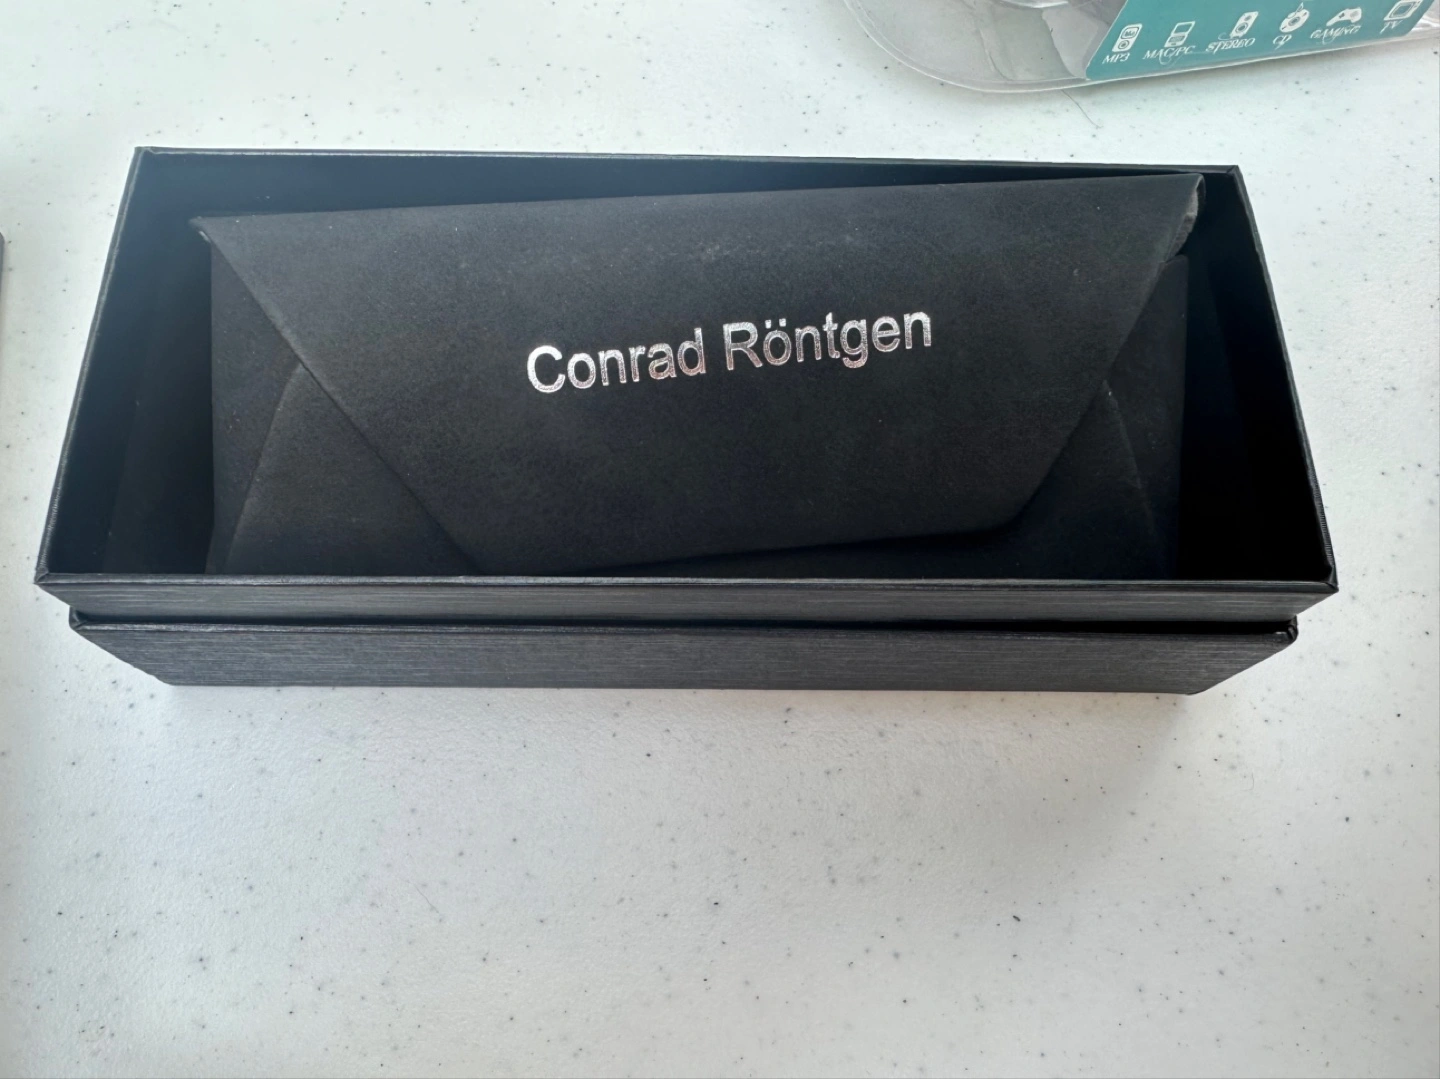 MP3 MAC/PC STEREO CD GAMING TV
Conrad Röntgen